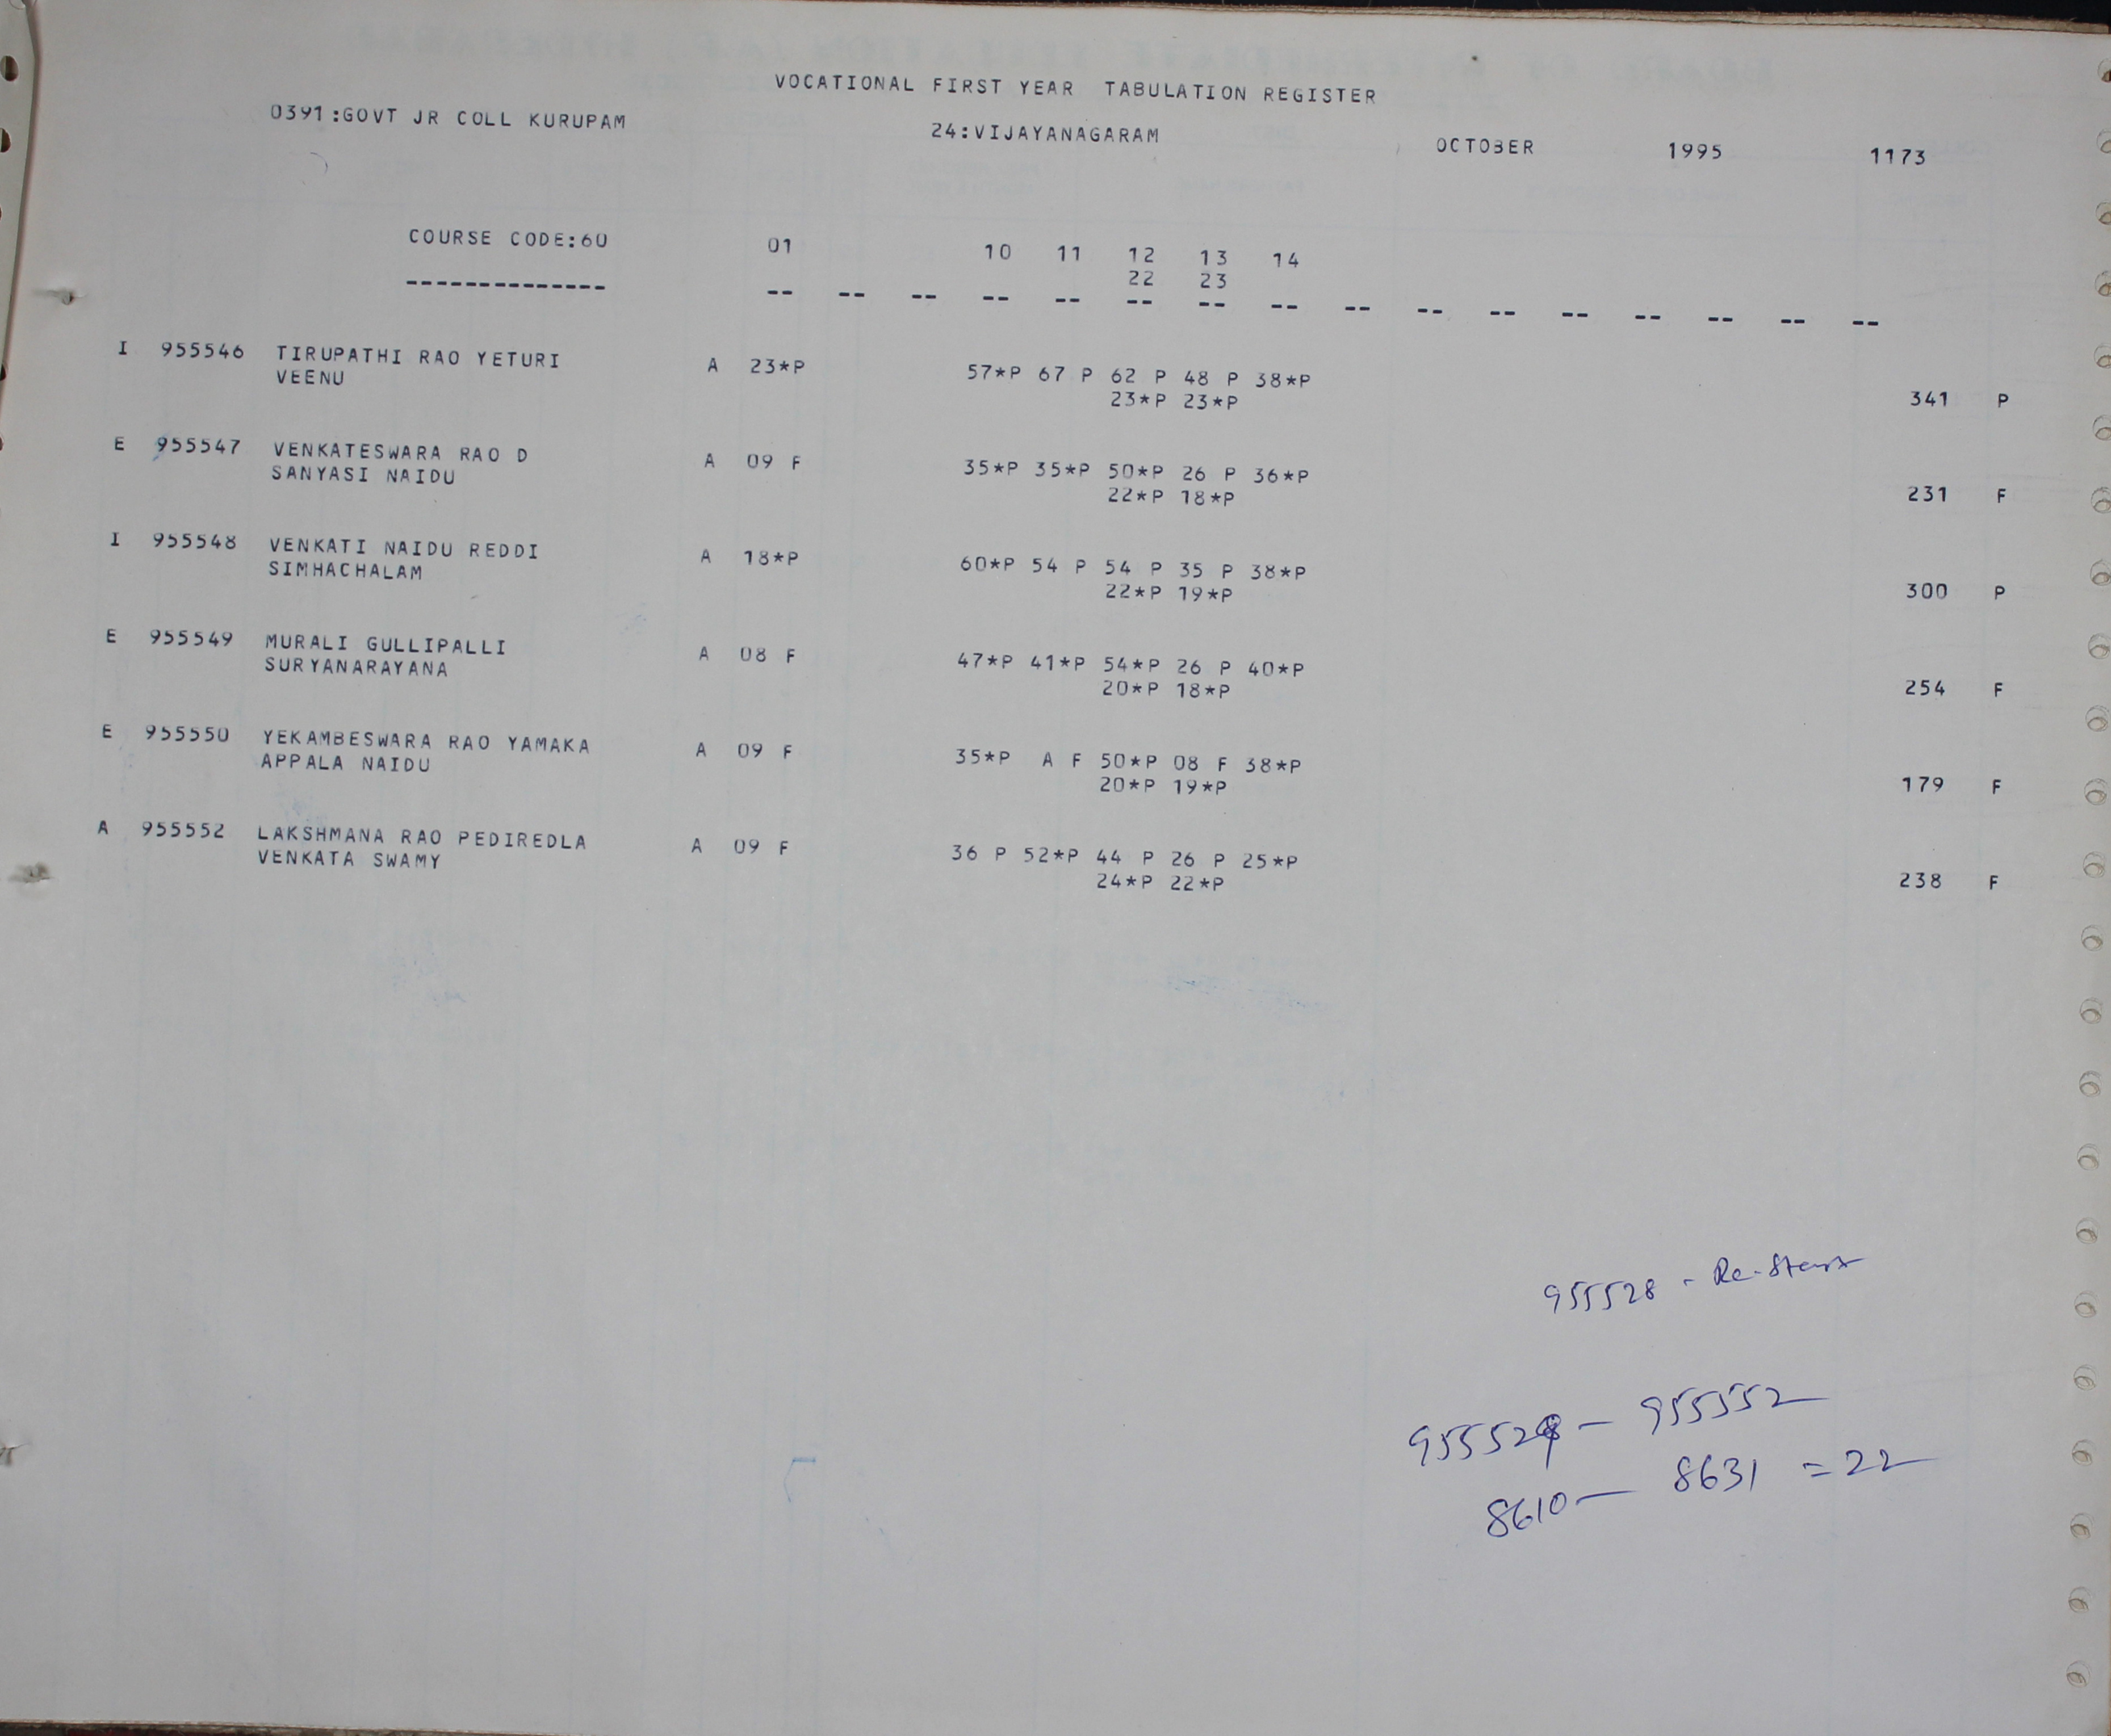 VOCATIONAL FIRST YEAR TABULATION REGISTER
0391:GOVT JR COLL KURUPAM 24:VIJAYANAGARAM OCTOBER 1995 1173
COURSE CODE:60 01 10 11 12 13 14
22 23
-------------- -- -- -- -- -- -- -- -- -- -- -- -- -- -- -- --
I 955546 TIRUPATHI RAO YETURI A 23*P 57*P 67 P 62 P 48 P 38*P
VEENU 23*P 23*P 341 P
E 955547 VENKATESWARA RAO D A 09 F 35*P 35*P 50*P 26 P 36*P
SANYASI NAIDU 22*P 18*P 231 F
I 955548 VENKATI NAIDU REDDI A 18*P 60*P 54 P 54 P 35 P 38*P
SIMHACHALAM 22*P 19*P 300 P
E 955549 MURALI GULLIPALLI A 08 F 47*P 41*P 54*P 26 P 40*P
SURYANARAYANA 20*P 18*P 254 F
E 955550 YEKAMBESWARA RAO YAMAKA A 09 F 35*P A F 50*P 08 F 38*P
APPALA NAIDU 20*P 19*P 179 F
A 955552 LAKSHMANA RAO PEDIREDLA A 09 F 36 P 52*P 44 P 26 P 25*P
VENKATA SWAMY 24*P 22*P 238 F
955528 - Re-Start
955529 - 955552
8610 - 8631 = 22